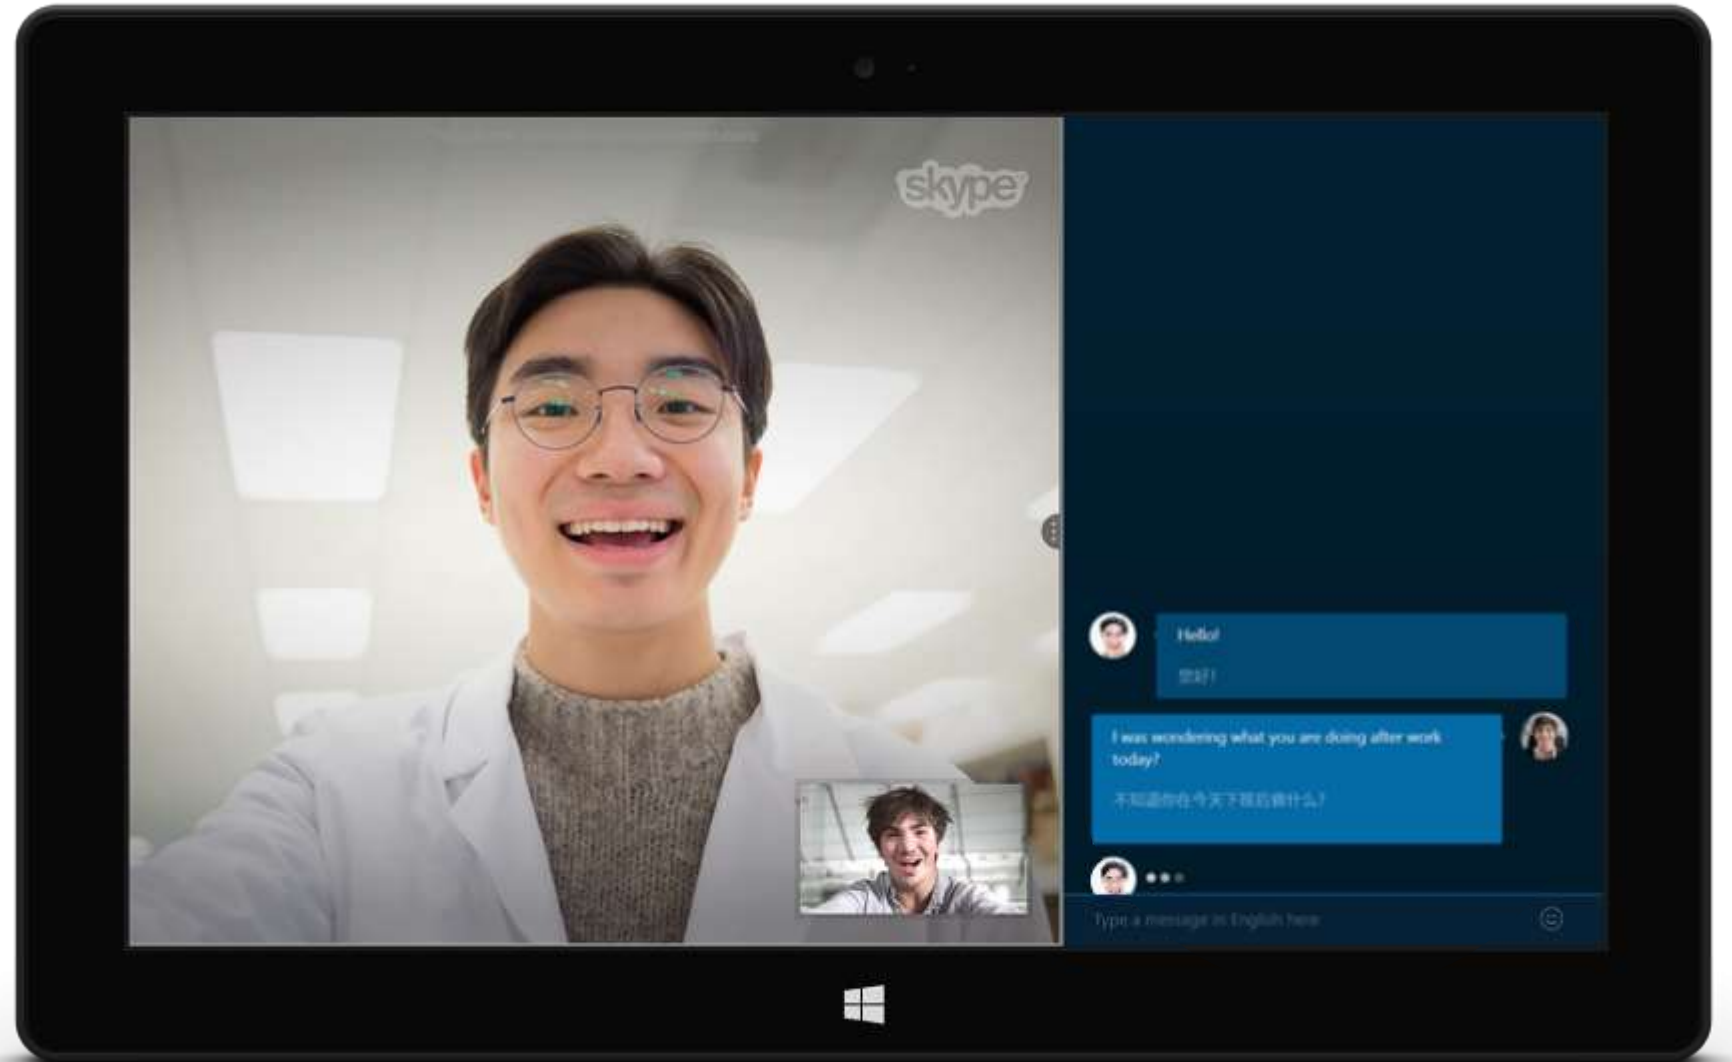 skype
Hello!
您好!
I was wondering what you are doing after work
today?
不知道你在今天下班后做什么?
Type a message in English here